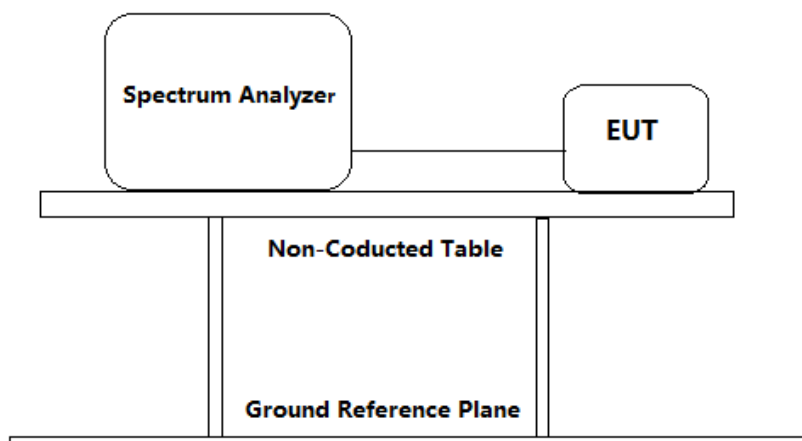 Spectrum Analyzer
EUT
Non-Coducted Table
Ground Reference Plane